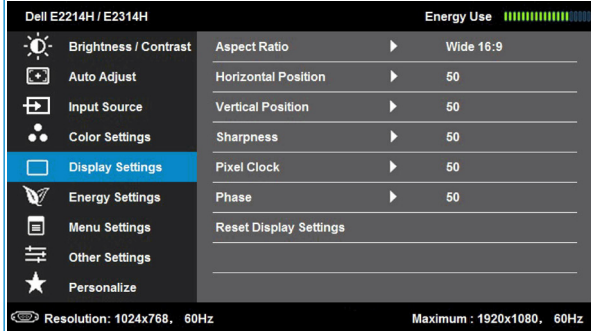 Dell E2214H / E2314H Energy Use
Brightness / Contrast Aspect Ratio Wide 16:9
Auto Adjust Horizontal Position 50
Input Source Vertical Position 50
Color Settings Sharpness 50
Display Settings Pixel Clock 50
Energy Settings Phase 50
Menu Settings Reset Display Settings
Other Settings
Personalize
Resolution: 1024x768, 60Hz Maximum : 1920x1080, 60Hz